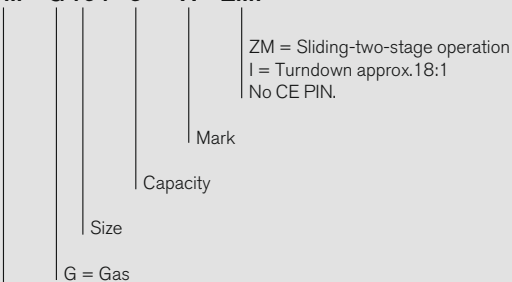 ZM = Sliding-two-stage operation
I = Turndown approx.18:1
No CE PIN.
Mark
Capacity
Size
G = Gas